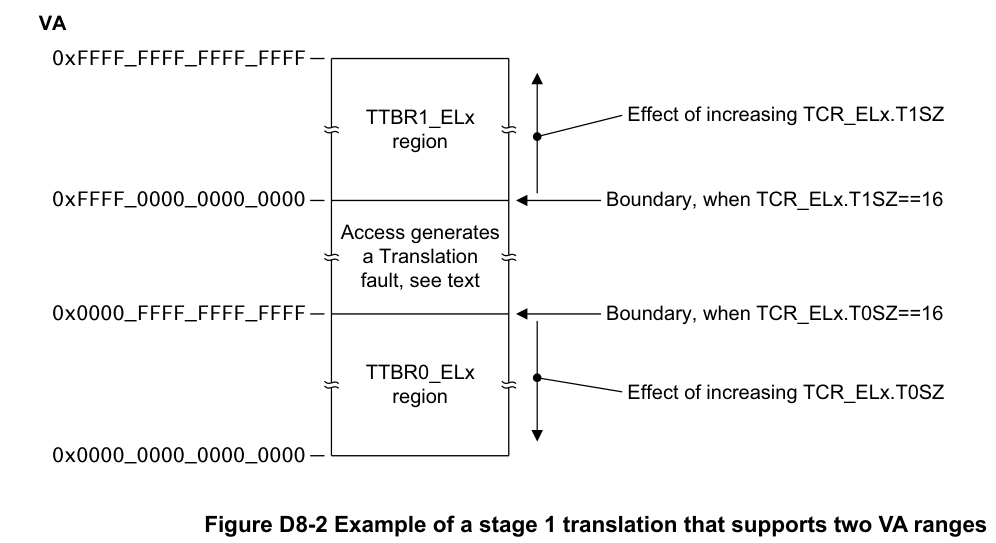 VA
0xFFFF_FFFF_FFFF_FFFF
TTBR1_ELx
region
Effect of increasing TCR_ELx.T1SZ
0xFFFF_0000_0000_0000
Boundary, when TCR_ELx.T1SZ==16
Access generates
a Translation
fault, see text
0x0000_FFFF_FFFF_FFFF
Boundary, when TCR_ELx.T0SZ==16
TTBR0_ELx
region
Effect of increasing TCR_ELx.T0SZ
0x0000_0000_0000_0000
Figure D8-2 Example of a stage 1 translation that supports two VA ranges